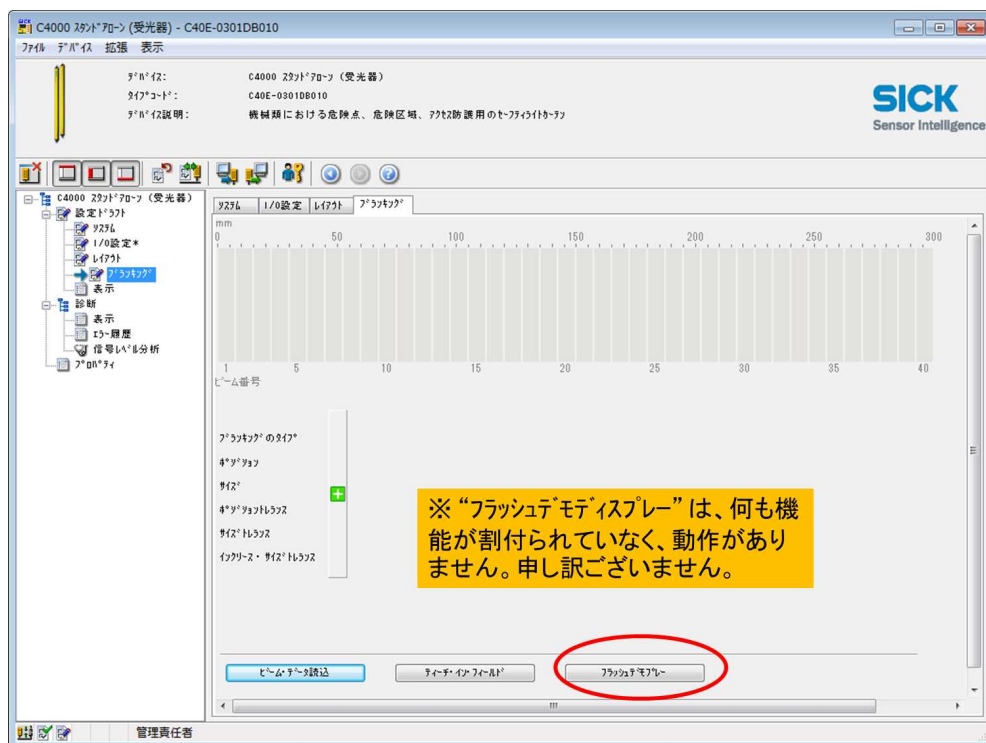 C4000 ｽﾀﾝﾄﾞｱﾛｰﾝ (受光器) - C40E-0301DB010
ﾌｧｲﾙ ﾃﾞﾊﾞｲｽ 拡張 表示
ﾃﾞﾊﾞｲｽ: C4000 ｽﾀﾝﾄﾞｱﾛｰﾝ (受光器)
ﾀｲﾌﾟｺｰﾄﾞ: C40E-0301DB010
ﾃﾞﾊﾞｲｽ説明: 機械類における危険点、危険区域、ｱｸｾｽ防護用のｾｰﾌﾃｨﾗｲﾄｶｰﾃﾝ
SICK
Sensor Intelligence
C4000 ｽﾀﾝﾄﾞｱﾛｰﾝ (受光器)
設定ﾄﾞﾗﾌﾄ
ｼｽﾃﾑ
I/O設定*
ﾚｲｱｳﾄ
ﾌﾞﾗﾝｷﾝｸﾞ
表示
診断
表示
ｴﾗｰ履歴
信号ﾚﾍﾞﾙ分析
ﾌﾟﾛﾊﾟﾃｨ
ｼｽﾃﾑ I/O設定 ﾚｲｱｳﾄ ﾌﾞﾗﾝｷﾝｸﾞ
mm
0 50 100 150 200 250 300
1 5 10 15 20 25 30 35 40
ﾋﾞｰﾑ番号
ﾌﾞﾗﾝｷﾝｸﾞのﾀｲﾌﾟ
ﾎﾟｼﾞｼｮﾝ
ｻｲｽﾞ
ﾎﾟｼﾞｼｮﾝﾄﾚﾗﾝｽ
ｻｲｽﾞﾄﾚﾗﾝｽ
ｲﾝｸﾘｰｽ・ｻｲｽﾞﾄﾚﾗﾝｽ
※ “フラッシュデモディスプレー” は、何も機
能が割付られていなく、動作があり
ません。申し訳ございません。
ﾋﾞｰﾑ･ﾃﾞｰﾀ読込 ﾃｨｰﾁ･ｲﾝ･ﾌｨｰﾙﾄﾞ ﾌﾗｯｼｭﾃﾞﾓﾌﾟﾚｰ
管理責任者